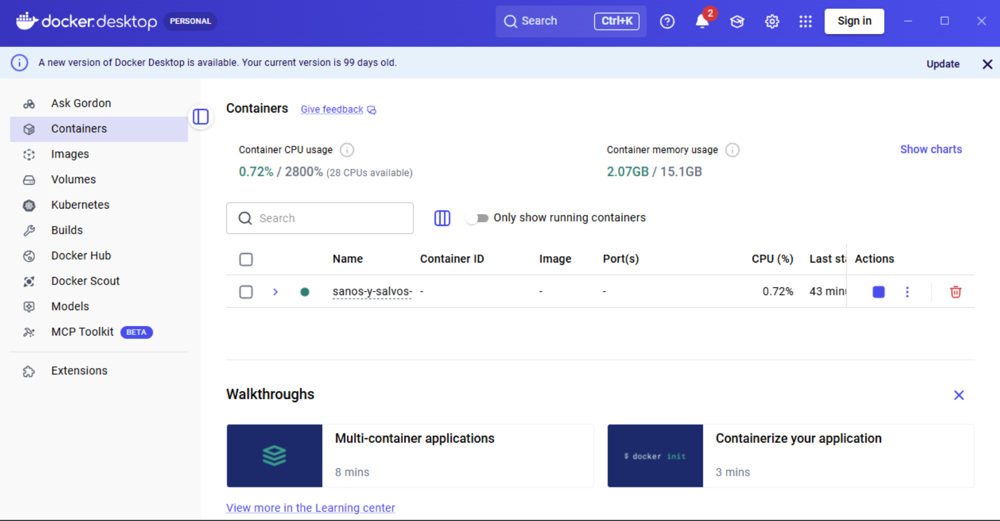 docker desktop PERSONAL Search Ctrl+K 2 Sign in
A new version of Docker Desktop is available. Your current version is 99 days old. Update
Ask Gordon
Containers
Images
Volumes
Kubernetes
Builds
Docker Hub
Docker Scout
Models
MCP Toolkit BETA
Extensions
Containers Give feedback
Container CPU usage
0.72% / 2800% (28 CPUs available)
Container memory usage
2.07GB / 15.1GB
Show charts
Search
Only show running containers
Name Container ID Image Port(s) CPU (%) Last sta Actions
sanos-y-salvos- - - - 0.72% 43 minu
Walkthroughs
Multi-container applications
8 mins
$ docker init
Containerize your application
3 mins
View more in the Learning center